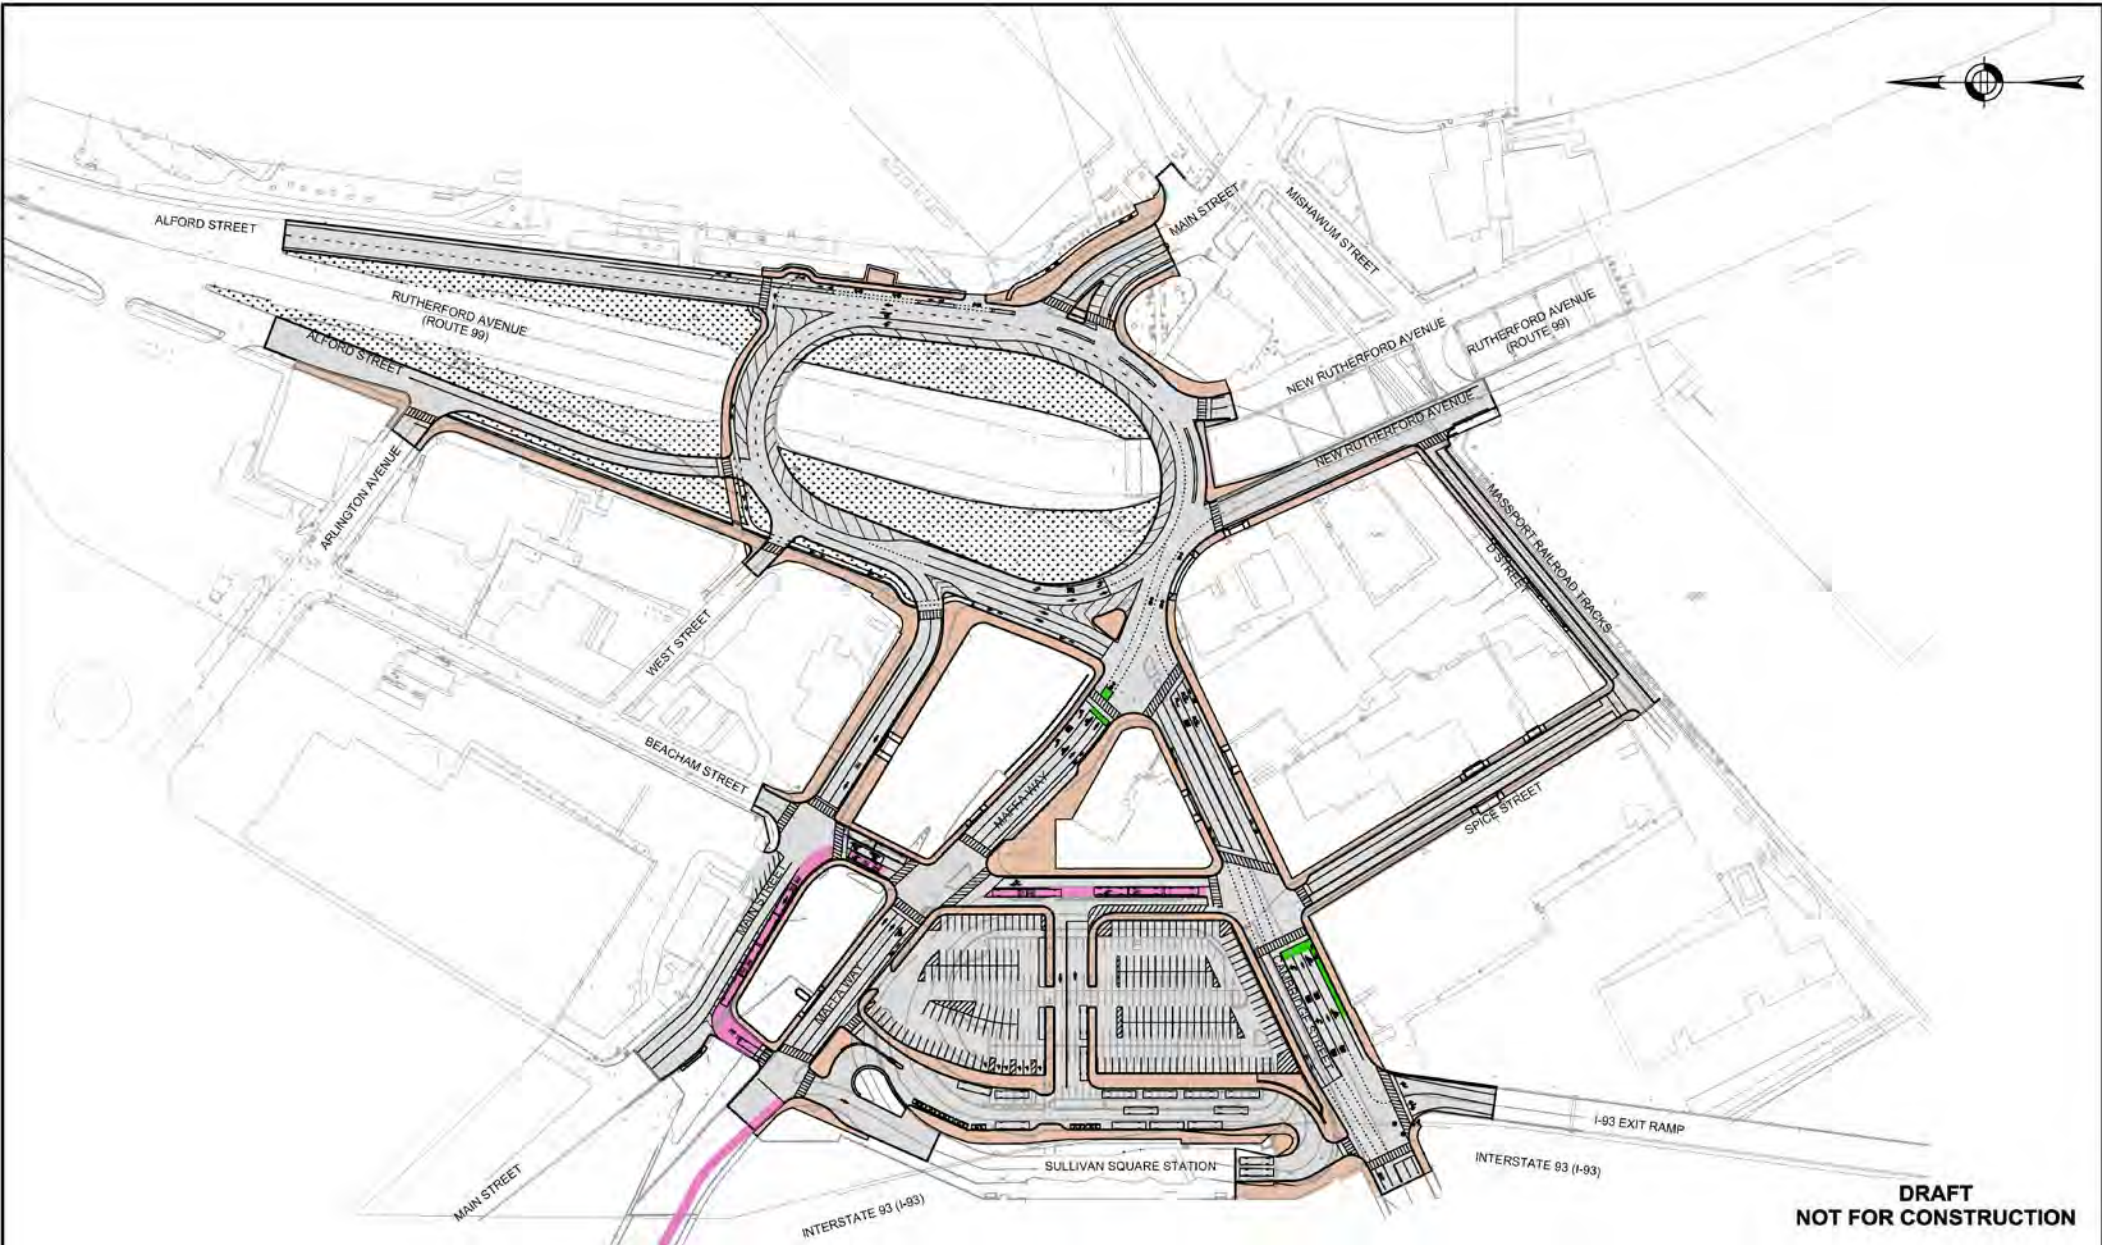 ALFORD STREET
MAIN STREET
MISHAWUM STREET
RUTHERFORD AVENUE
(ROUTE 99)
ALFORD STREET
NEW RUTHERFORD AVENUE
RUTHERFORD AVENUE
(ROUTE 99)
NEW RUTHERFORD AVENUE
ARLINGTON AVENUE
MASSPORT RAILROAD TRACKS
D STREET
WEST STREET
BEACHAM STREET
MAFFA WAY
SPICE STREET
MAIN STREET
MAFFA WAY
CAMBRIDGE STREET
I-93 EXIT RAMP
SULLIVAN SQUARE STATION
INTERSTATE 93 (I-93)
MAIN STREET
INTERSTATE 93 (I-93)
DRAFT
NOT FOR CONSTRUCTION